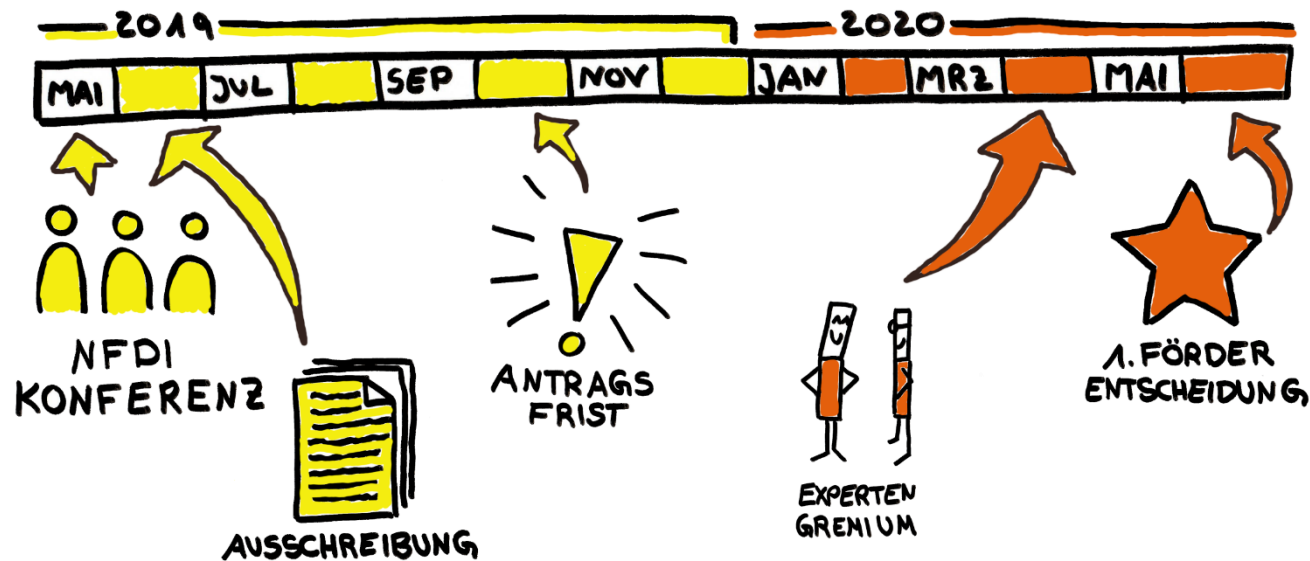 2019
2020
MAI JUL SEP NOV JAN MRZ MAI
NFDI
KONFERENZ
AUSSCHREIBUNG
ANTRAGS
FRIST
EXPERTEN
GREMIUM
1. FÖRDER
ENTSCHEIDUNG